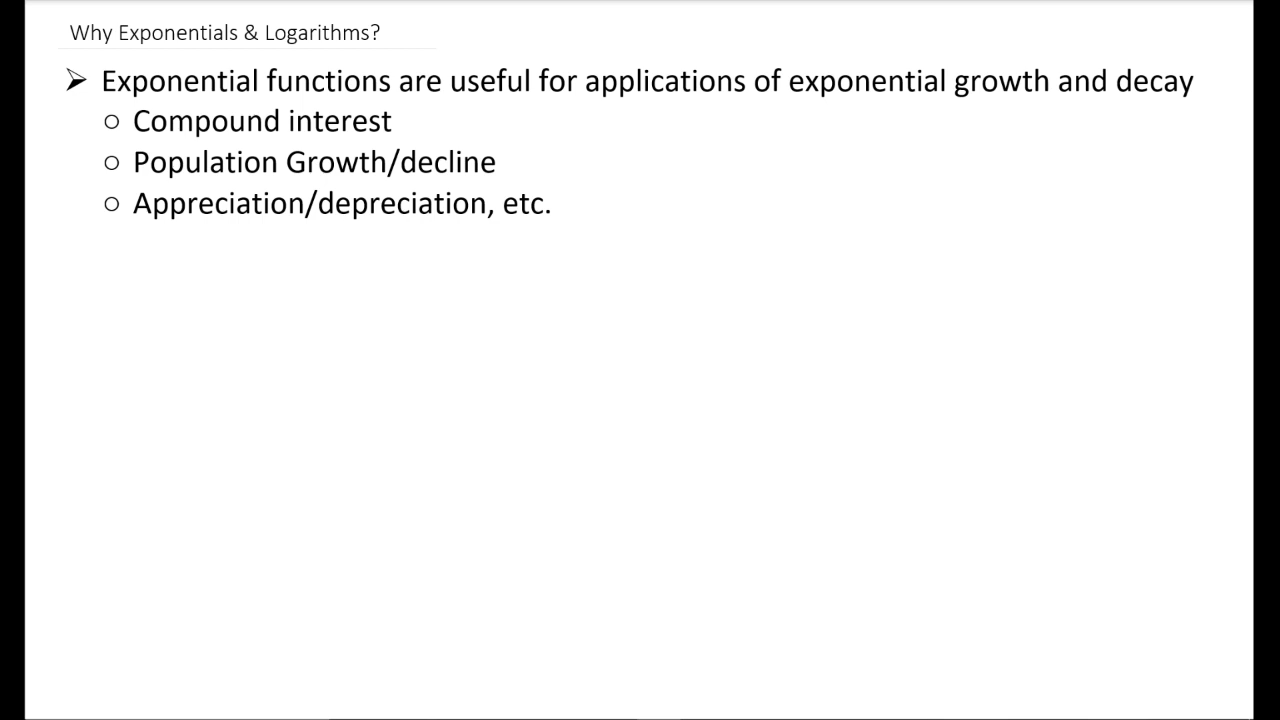 Why Exponentials & Logarithms?
➢ Exponential functions are useful for applications of exponential growth and decay
○ Compound interest
○ Population Growth/decline
○ Appreciation/depreciation, etc.